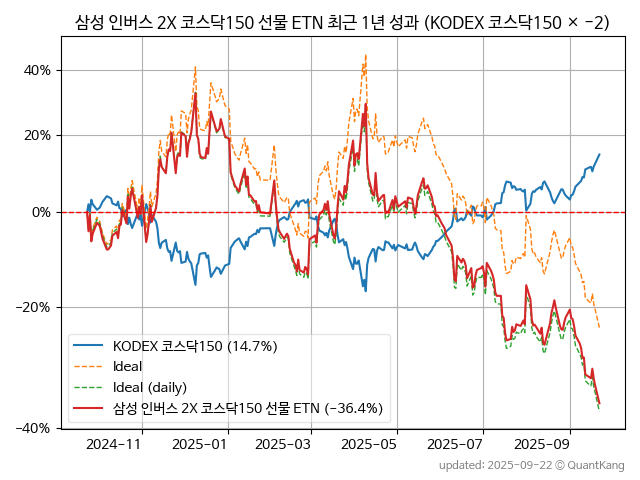 삼성 인버스 2X 코스닥150 선물 ETN 최근 1년 성과 (KODEX 코스닥150 × −2)
40%
20%
0%
−20%
−40%
KODEX 코스닥150 (14.7%)
Ideal
Ideal (daily)
삼성 인버스 2X 코스닥150 선물 ETN (−36.4%)
2024-11 2025-01 2025-03 2025-05 2025-07 2025-09
updated: 2025-09-22 © QuantKang